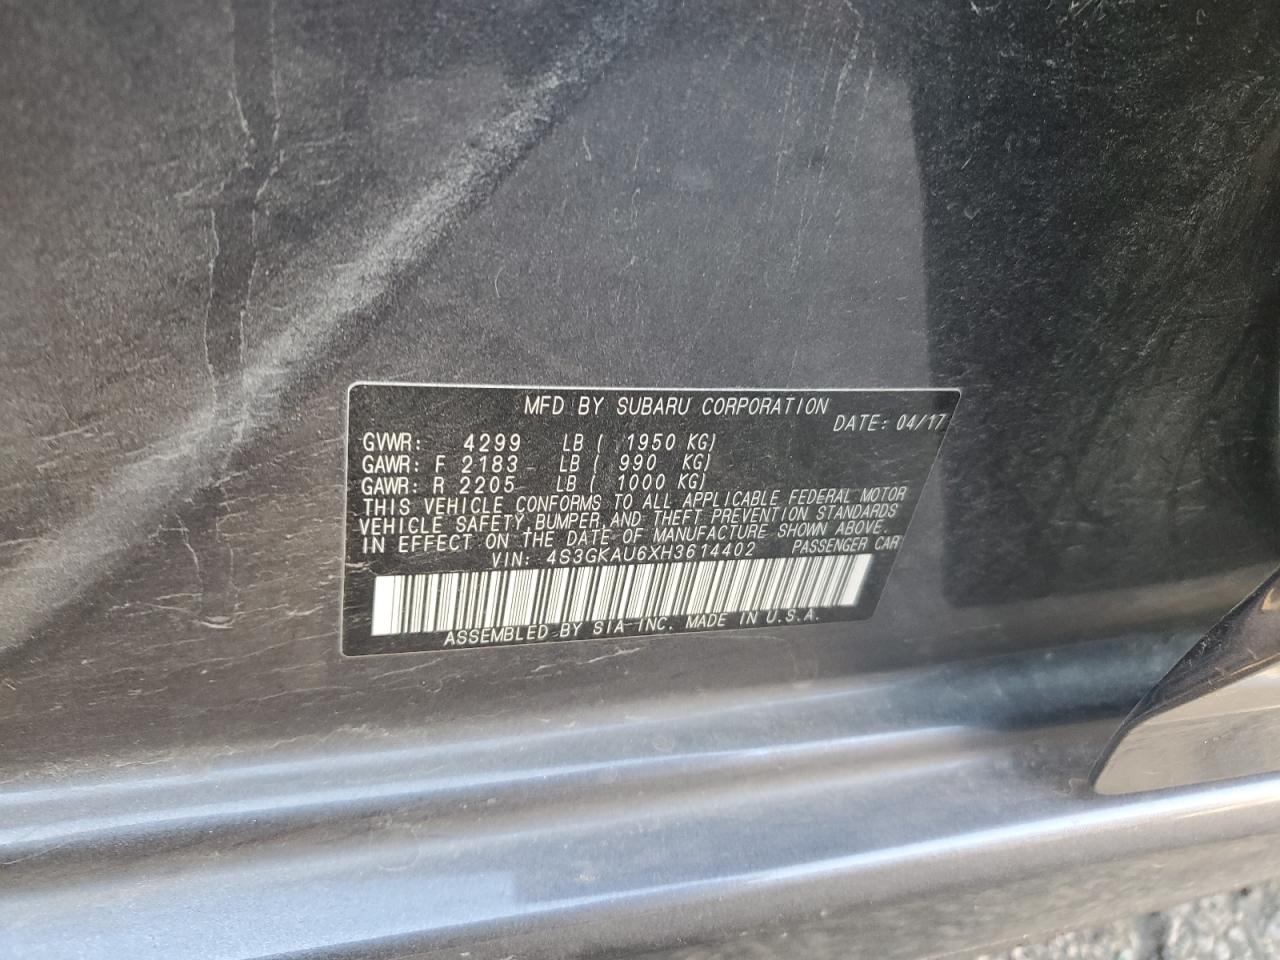 MFD BY SUBARU CORPORATION
DATE: 04/17
GVWR: 4299 LB ( 1950 KG)
GAWR: F 2183 LB ( 990 KG)
GAWR: R 2205 LB ( 1000 KG)
THIS VEHICLE CONFORMS TO ALL APPLICABLE FEDERAL MOTOR
VEHICLE SAFETY, BUMPER, AND THEFT PREVENTION STANDARDS
IN EFFECT ON THE DATE OF MANUFACTURE SHOWN ABOVE.
VIN: 4S3GKAU6XH3614402 PASSENGER CAR
ASSEMBLED BY SIA-INC. MADE IN U.S.A.